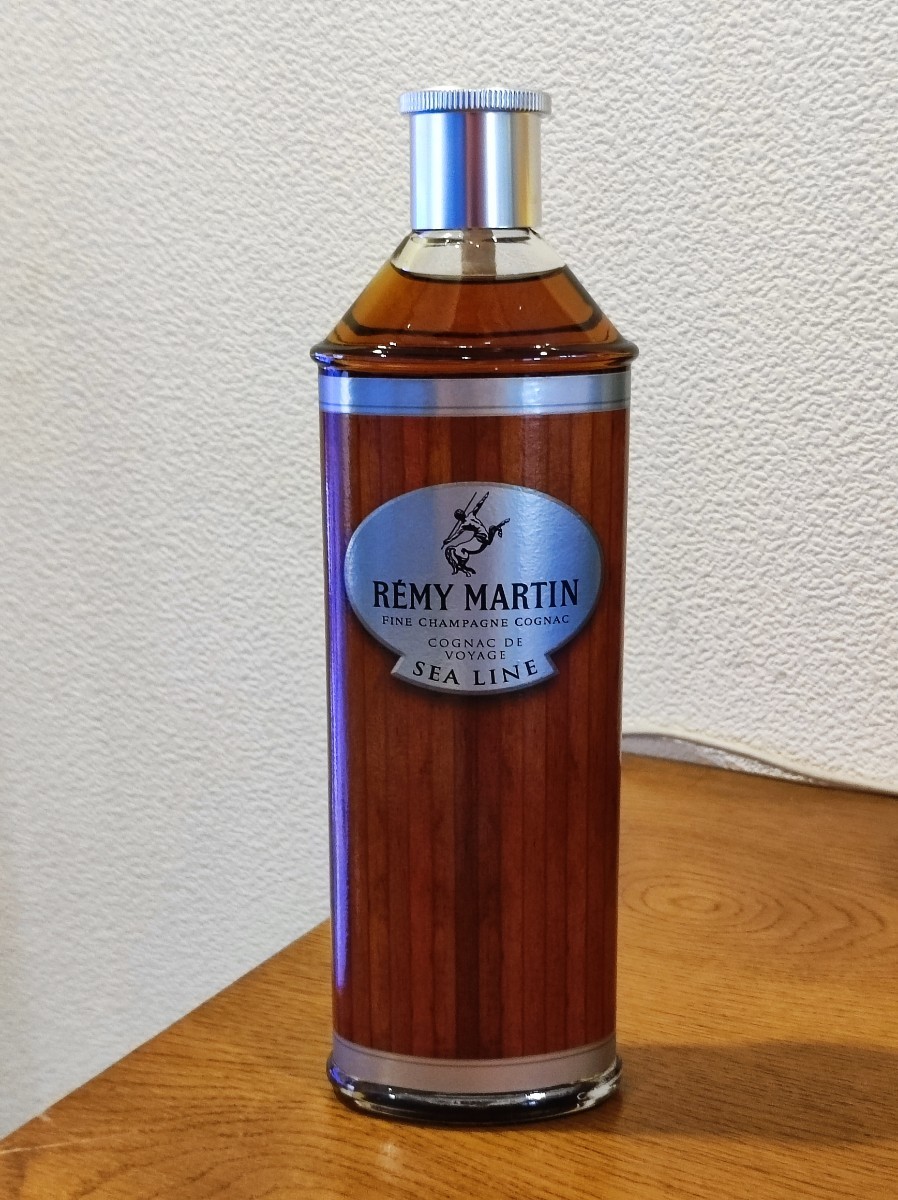 RÉMY MARTIN
FINE CHAMPAGNE COGNAC
COGNAC DE
VOYAGE
SEA LINE